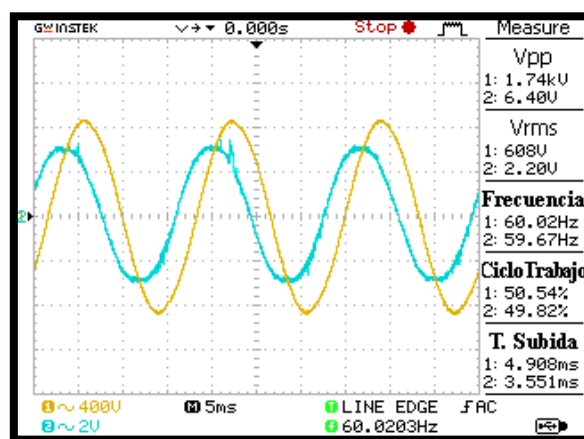 GWINSTEK 0.000s Stop Measure
Vpp
1: 1.74kV
2: 6.40V
Vrms
1: 608V
2: 2.20V
Frecuencia
1: 60.02Hz
2: 59.67Hz
CicloTrabajo
1: 50.54%
2: 49.82%
T. Subida
1: 4.908ms
2: 3.551ms
2
1 ~ 400V M 5ms T LINE EDGE AC
2 ~ 2V f 60.0203Hz